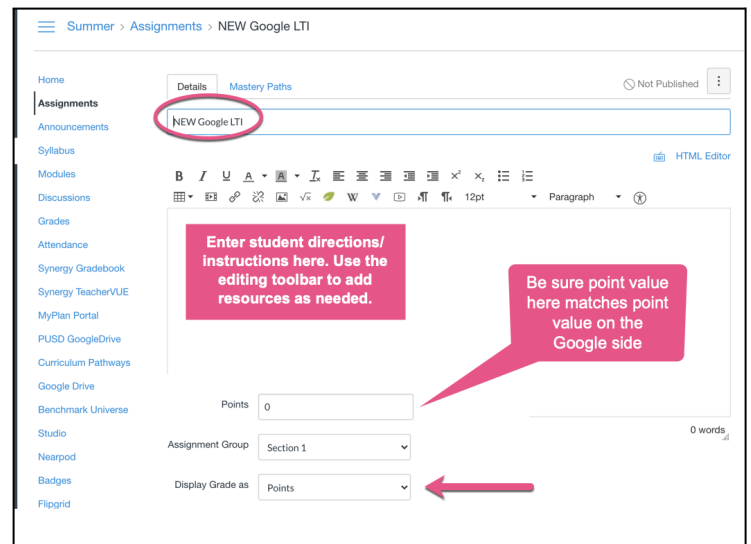 Summer > Assignments > NEW Google LTI
Home
Assignments
Announcements
Syllabus
Modules
Discussions
Grades
Attendance
Synergy Gradebook
Synergy TeacherVUE
MyPlan Portal
PUSD GoogleDrive
Curriculum Pathways
Google Drive
Benchmark Universe
Studio
Nearpod
Badges
Flipgrid
Details Mastery Paths
Not Published
NEW Google LTI
HTML Editor
12pt Paragraph
Enter student directions/
instructions here. Use the
editing toolbar to add
resources as needed.
Be sure point value
here matches point
value on the
Google side
Points 0
0 words
Assignment Group Section 1
Display Grade as Points